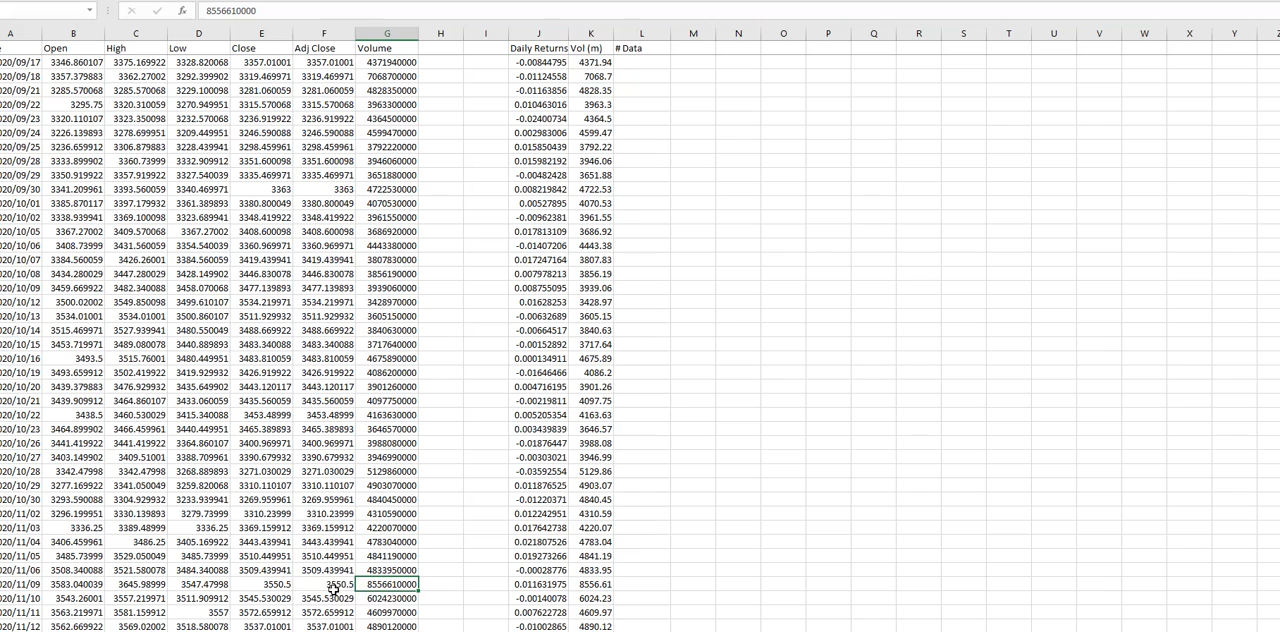 8556610000
A B C D E F G H I J K L M N O P Q R S T U V W X Y Z
Open High Low Close Adj Close Volume Daily Returns Vol (m) # Data
020/09/17 3346.860107 3375.169922 3328.820068 3357.01001 3357.01001 4371940000 -0.00844795 4371.94
020/09/18 3357.379883 3362.27002 3292.399902 3319.469971 3319.469971 7068700000 -0.01124558 7068.7
020/09/21 3285.570068 3285.570068 3229.100098 3281.060059 3281.060059 4828350000 -0.01163856 4828.35
020/09/22 3295.75 3320.310059 3270.949951 3315.570068 3315.570068 3963300000 0.010463016 3963.3
020/09/23 3320.110107 3323.350098 3232.570068 3236.919922 3236.919922 4364500000 -0.02400734 4364.5
020/09/24 3226.139893 3278.699951 3209.449951 3246.590088 3246.590088 4599470000 0.002983006 4599.47
020/09/25 3236.659912 3306.879883 3228.439941 3298.459961 3298.459961 3792220000 0.015850439 3792.22
020/09/28 3333.899902 3360.73999 3332.909912 3351.600098 3351.600098 3946060000 0.015982192 3946.06
020/09/29 3350.919922 3357.919922 3327.540039 3335.469971 3335.469971 3651880000 -0.00482428 3651.88
020/09/30 3341.209961 3393.560059 3340.469971 3363 3363 4722530000 0.008219842 4722.53
020/10/01 3385.870117 3397.179932 3361.389893 3380.800049 3380.800049 4070530000 0.00527895 4070.53
020/10/02 3338.939941 3369.100098 3323.689941 3348.419922 3348.419922 3961550000 -0.00962381 3961.55
020/10/05 3367.27002 3409.570068 3367.27002 3408.600098 3408.600098 3686920000 0.017813109 3686.92
020/10/06 3408.73999 3431.560059 3354.540039 3360.969971 3360.969971 4443380000 -0.01407206 4443.38
020/10/07 3384.560059 3426.26001 3384.560059 3419.439941 3419.439941 3807830000 0.017247164 3807.83
020/10/08 3434.280029 3447.280029 3428.149902 3446.830078 3446.830078 3856190000 0.007978213 3856.19
020/10/09 3459.669922 3482.340088 3458.070068 3477.139893 3477.139893 3939060000 0.008755095 3939.06
020/10/12 3500.02002 3549.850098 3499.610107 3534.219971 3534.219971 3428970000 0.01628253 3428.97
020/10/13 3534.01001 3534.01001 3500.860107 3511.929932 3511.929932 3605150000 -0.00632689 3605.15
020/10/14 3515.469971 3527.939941 3480.550049 3488.669922 3488.669922 3840630000 -0.00664517 3840.63
020/10/15 3453.719971 3489.080078 3440.889893 3483.340088 3483.340088 3717640000 -0.00152892 3717.64
020/10/16 3493.5 3515.76001 3480.449951 3483.810059 3483.810059 4675890000 0.000134911 4675.89
020/10/19 3493.659912 3502.419922 3419.929932 3426.919922 3426.919922 4086200000 -0.01646466 4086.2
020/10/20 3439.379883 3476.929932 3435.649902 3443.120117 3443.120117 3901260000 0.004716195 3901.26
020/10/21 3439.909912 3464.860107 3433.060059 3435.560059 3435.560059 4097750000 -0.00219811 4097.75
020/10/22 3438.5 3460.530029 3415.340088 3453.48999 3453.48999 4163630000 0.005205354 4163.63
020/10/23 3464.899902 3466.459961 3440.449951 3465.389893 3465.389893 3646570000 0.003439839 3646.57
020/10/26 3441.419922 3441.419922 3364.860107 3400.969971 3400.969971 3988080000 -0.01876447 3988.08
020/10/27 3403.149902 3409.51001 3388.709961 3390.679932 3390.679932 3946990000 -0.00303021 3946.99
020/10/28 3342.47998 3342.47998 3268.889893 3271.030029 3271.030029 5129860000 -0.03592554 5129.86
020/10/29 3277.169922 3341.050049 3259.820068 3310.110107 3310.110107 4903070000 0.011876525 4903.07
020/10/30 3293.590088 3304.929932 3233.939941 3269.959961 3269.959961 4840450000 -0.01220371 4840.45
020/11/02 3296.199951 3330.139893 3279.73999 3310.23999 3310.23999 4310590000 0.012242951 4310.59
020/11/03 3336.25 3389.48999 3336.25 3369.159912 3369.159912 4220070000 0.017642738 4220.07
020/11/04 3406.459961 3486.25 3405.169922 3443.439941 3443.439941 4783040000 0.021807526 4783.04
020/11/05 3485.73999 3529.050049 3485.73999 3510.449951 3510.449951 4841190000 0.019273266 4841.19
020/11/06 3508.340088 3521.580078 3484.340088 3509.439941 3509.439941 4833950000 -0.00028776 4833.95
020/11/09 3583.040039 3645.98999 3547.47998 3550.5 3550.5 8556610000 0.011631975 8556.61
020/11/10 3543.26001 3557.219971 3511.909912 3545.530029 3545.530029 6024230000 -0.00140078 6024.23
020/11/11 3563.219971 3581.159912 3557 3572.659912 3572.659912 4609970000 0.007622728 4609.97
020/11/12 3562.669922 3569.02002 3518.580078 3537.01001 3537.01001 4890120000 -0.01002865 4890.12